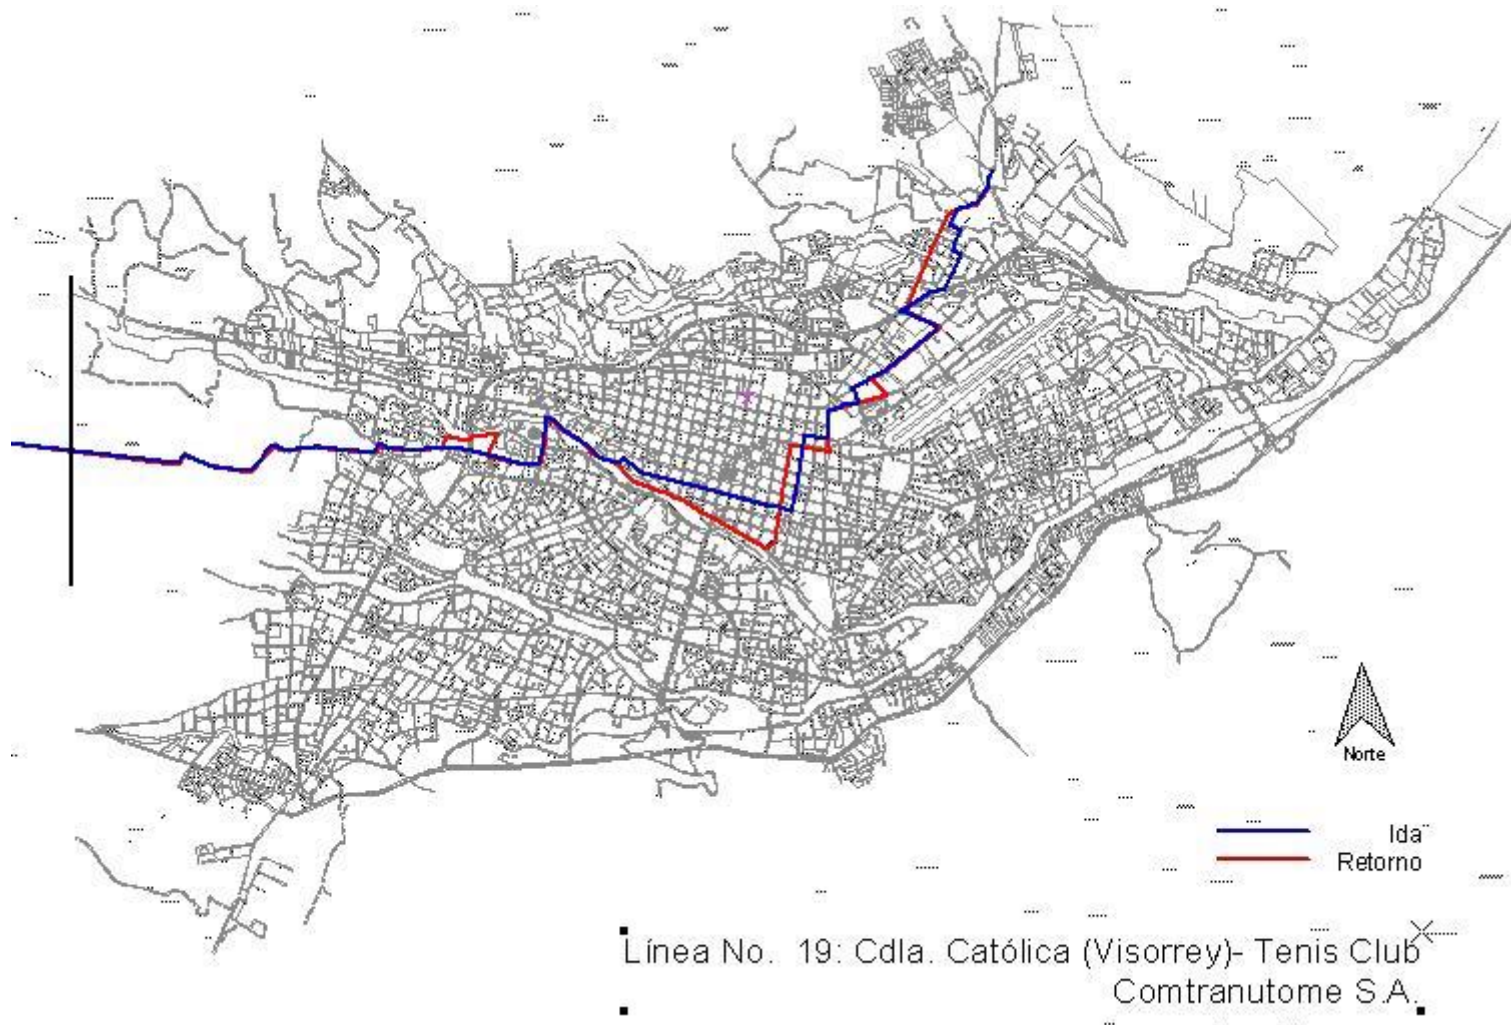 Norte
Ida
Retorno
Línea No. 19: Cdla. Católica (Visorrey)- Tenis Club
Comtranutome S.A.